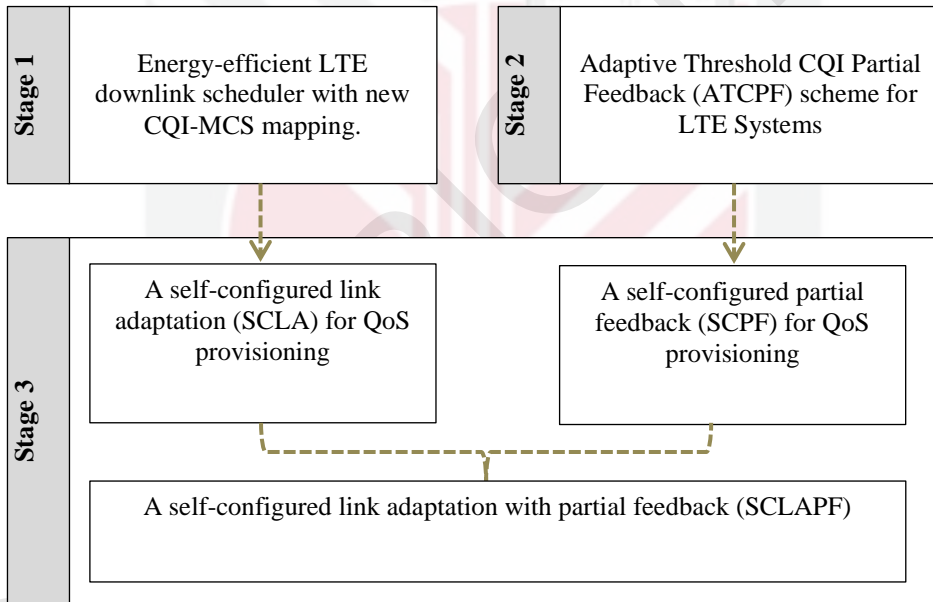 Stage 1
Energy-efficient LTE
downlink scheduler with new
CQI-MCS mapping.
Stage 2
Adaptive Threshold CQI Partial
Feedback (ATCPF) scheme for
LTE Systems
Stage 3
A self-configured link
adaptation (SCLA) for QoS
provisioning
A self-configured partial
feedback (SCPF) for QoS
provisioning
A self-configured link adaptation with partial feedback (SCLAPF)